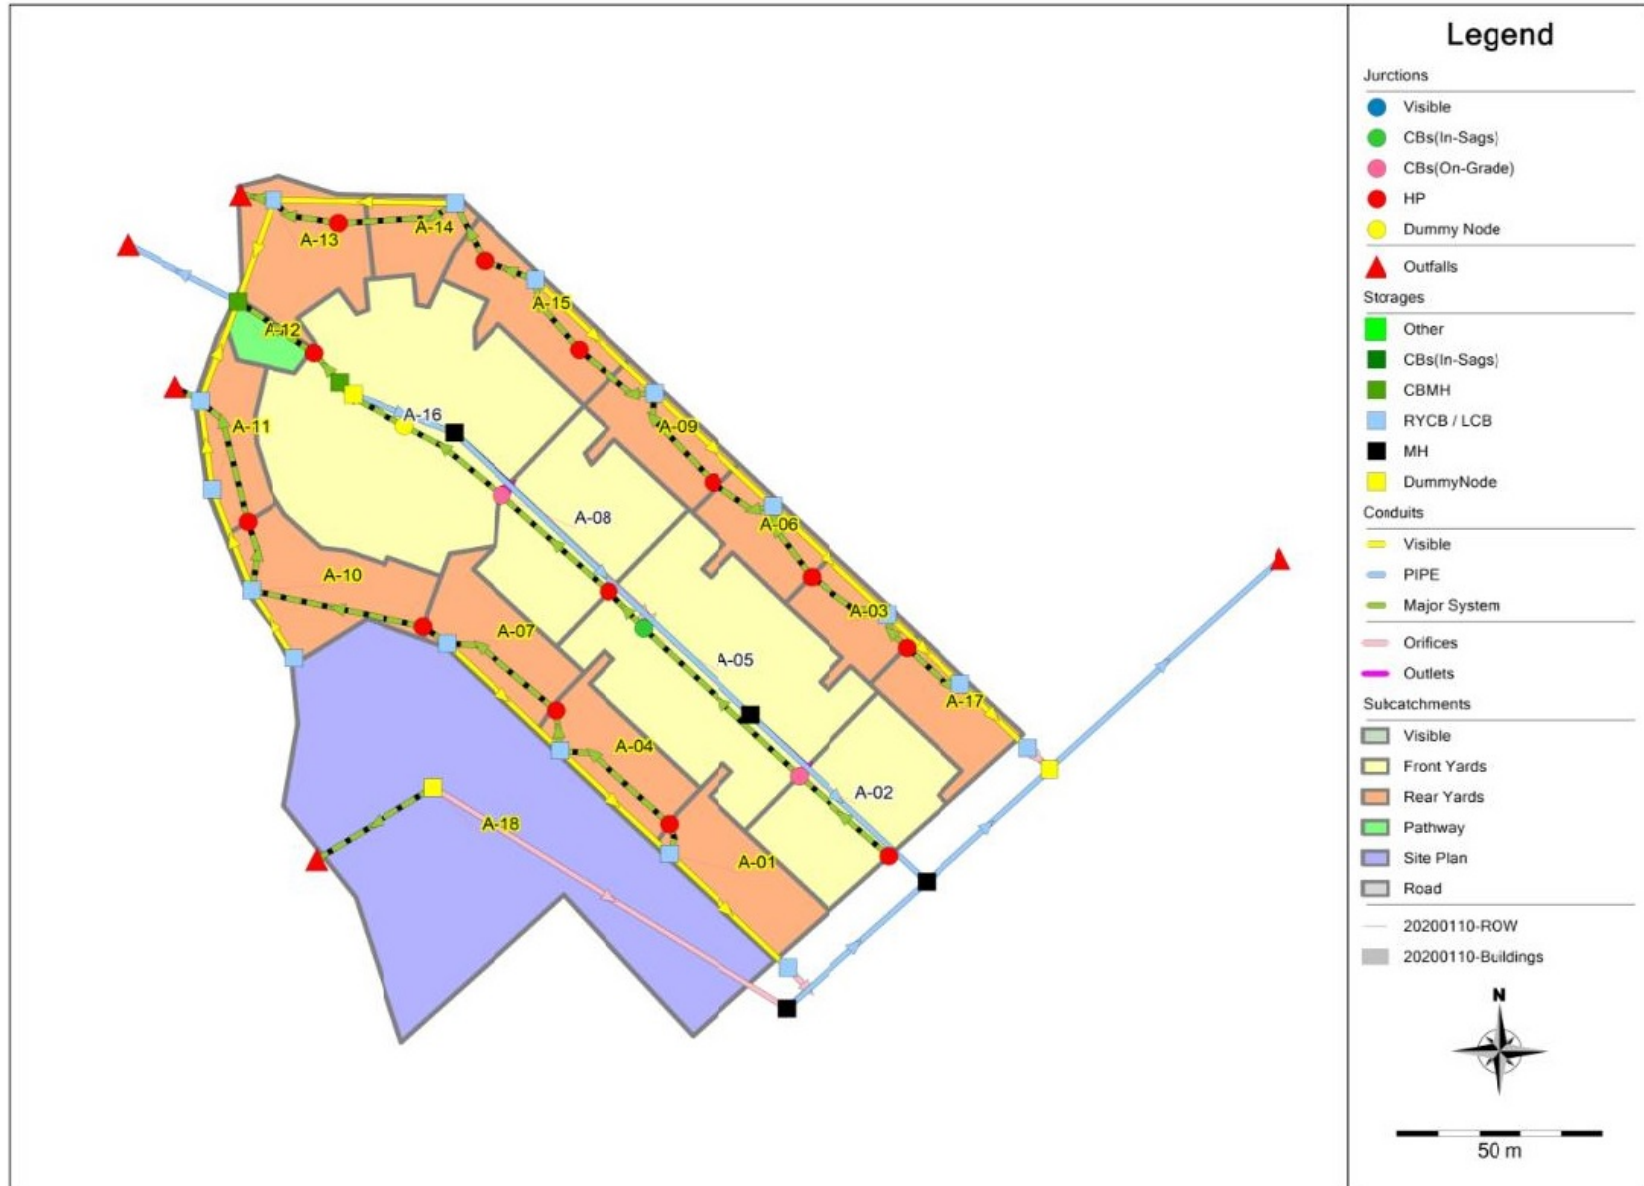 Legend
Junctions
Visible
CBs(In-Sags)
CBs(On-Grade)
HP
Dummy Node
Outfalls
Storages
Other
CBs(In-Sags)
CBMH
RYCB / LCB
MH
DummyNode
Conduits
Visible
PIPE
Major System
Orifices
Outlets
Subcatchments
Visible
Front Yards
Rear Yards
Pathway
Site Plan
Road
20200110-ROW
20200110-Buildings
N
50 m
A-13
A-14
A-15
A-12
A-16
A-11
A-09
A-08
A-06
A-10
A-03
A-07
A-05
A-17
A-04
A-02
A-18
A-01